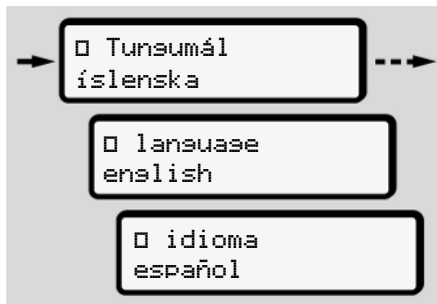 □ Tungumál
íslenska
□ language
english
□ idioma
español